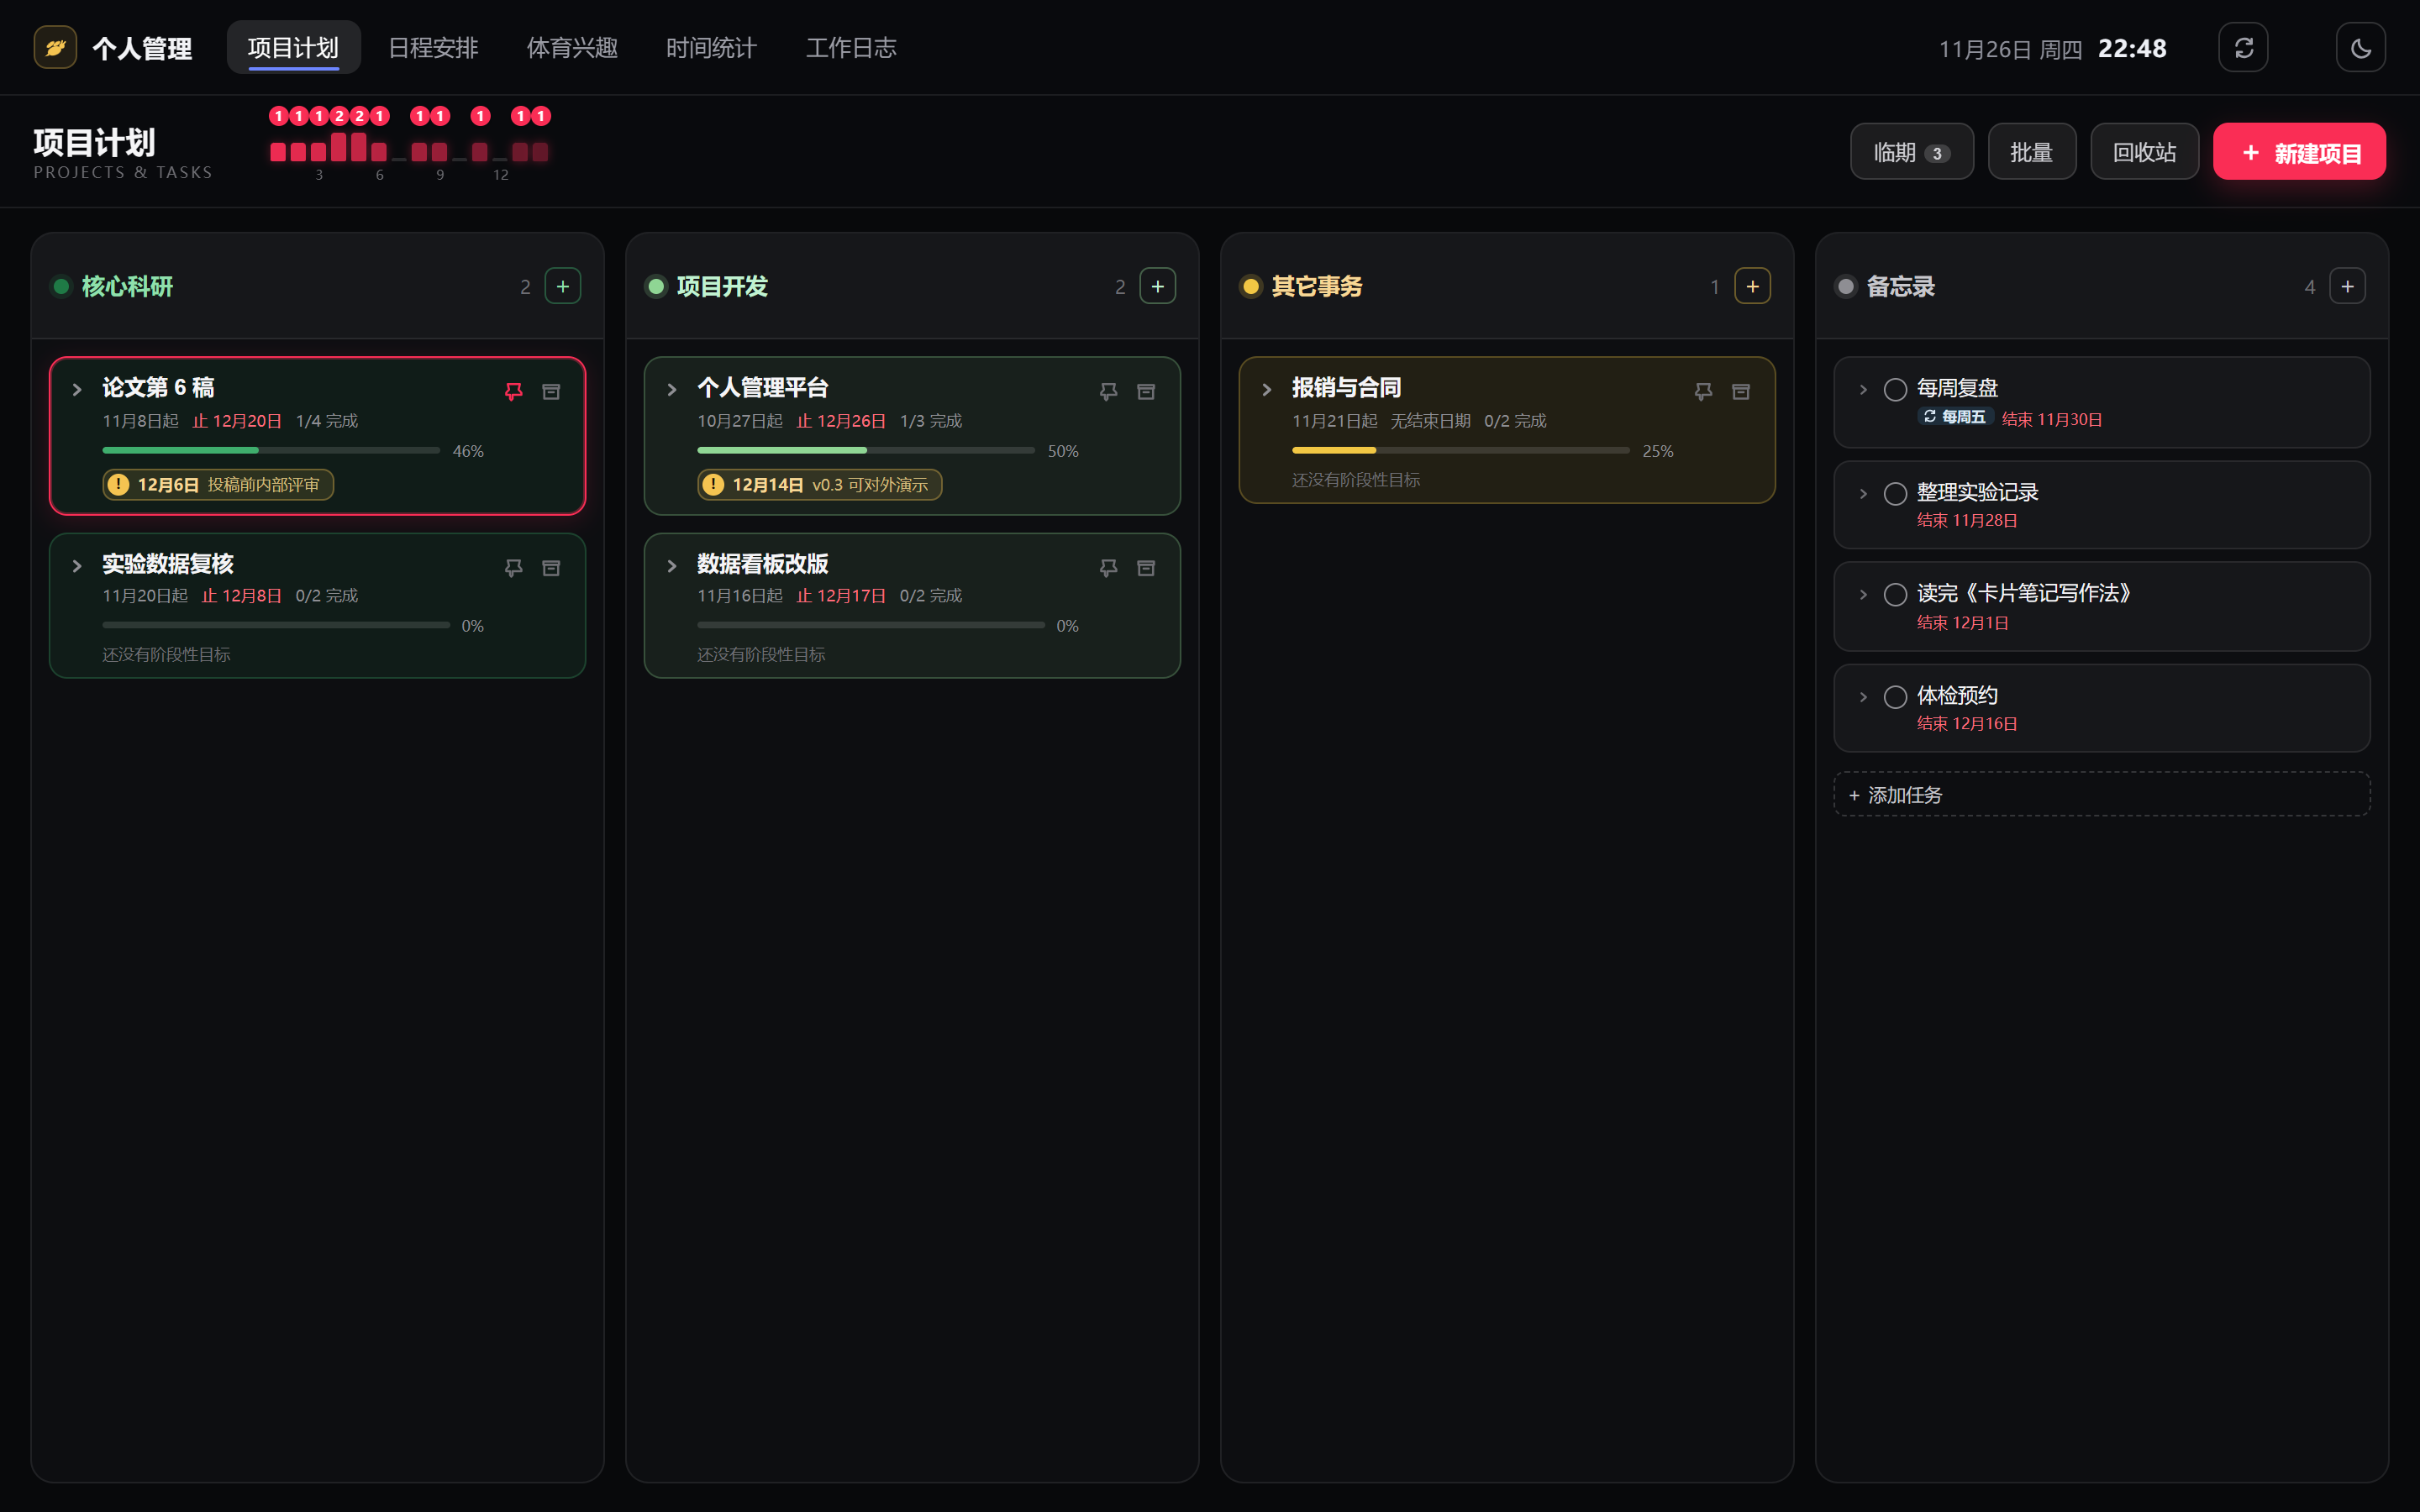 个人管理 项目计划 日程安排 体育兴趣 时间统计 工作日志 11月26日 周四 22:48
项目计划
PROJECTS & TASKS
1 1 1 2 2 1 1 1 1 1 1
3 6 9 12
临期 3 批量 回收站 + 新建项目
核心科研 2 +
论文第 6 稿
11月8日起 止 12月20日 1/4 完成
46%
! 12月6日 投稿前内部评审
实验数据复核
11月20日起 止 12月8日 0/2 完成
0%
还没有阶段性目标
项目开发 2 +
个人管理平台
10月27日起 止 12月26日 1/3 完成
50%
! 12月14日 v0.3 可对外演示
数据看板改版
11月16日起 止 12月17日 0/2 完成
0%
还没有阶段性目标
其它事务 1 +
报销与合同
11月21日起 无结束日期 0/2 完成
25%
还没有阶段性目标
备忘录 4 +
每周复盘
每周五 结束 11月30日
整理实验记录
结束 11月28日
读完《卡片笔记写作法》
结束 12月1日
体检预约
结束 12月16日
+ 添加任务